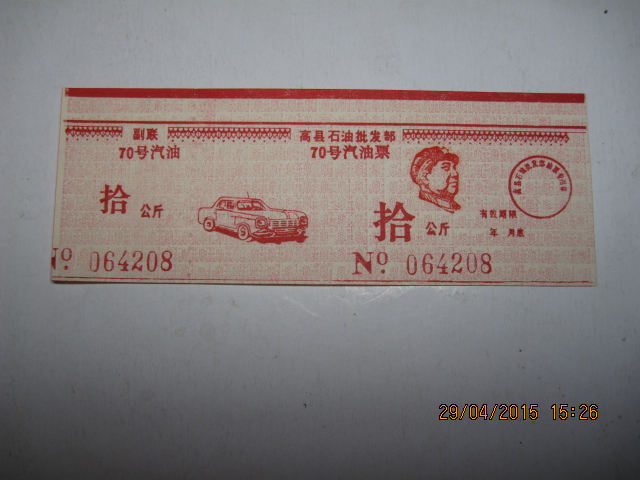 副联
70号汽油
拾 公斤
Nº 064208
高县石油批发部
70号汽油票
拾 公斤
有效期限
年 月底
Nº 064208
29/04/2015 15:26